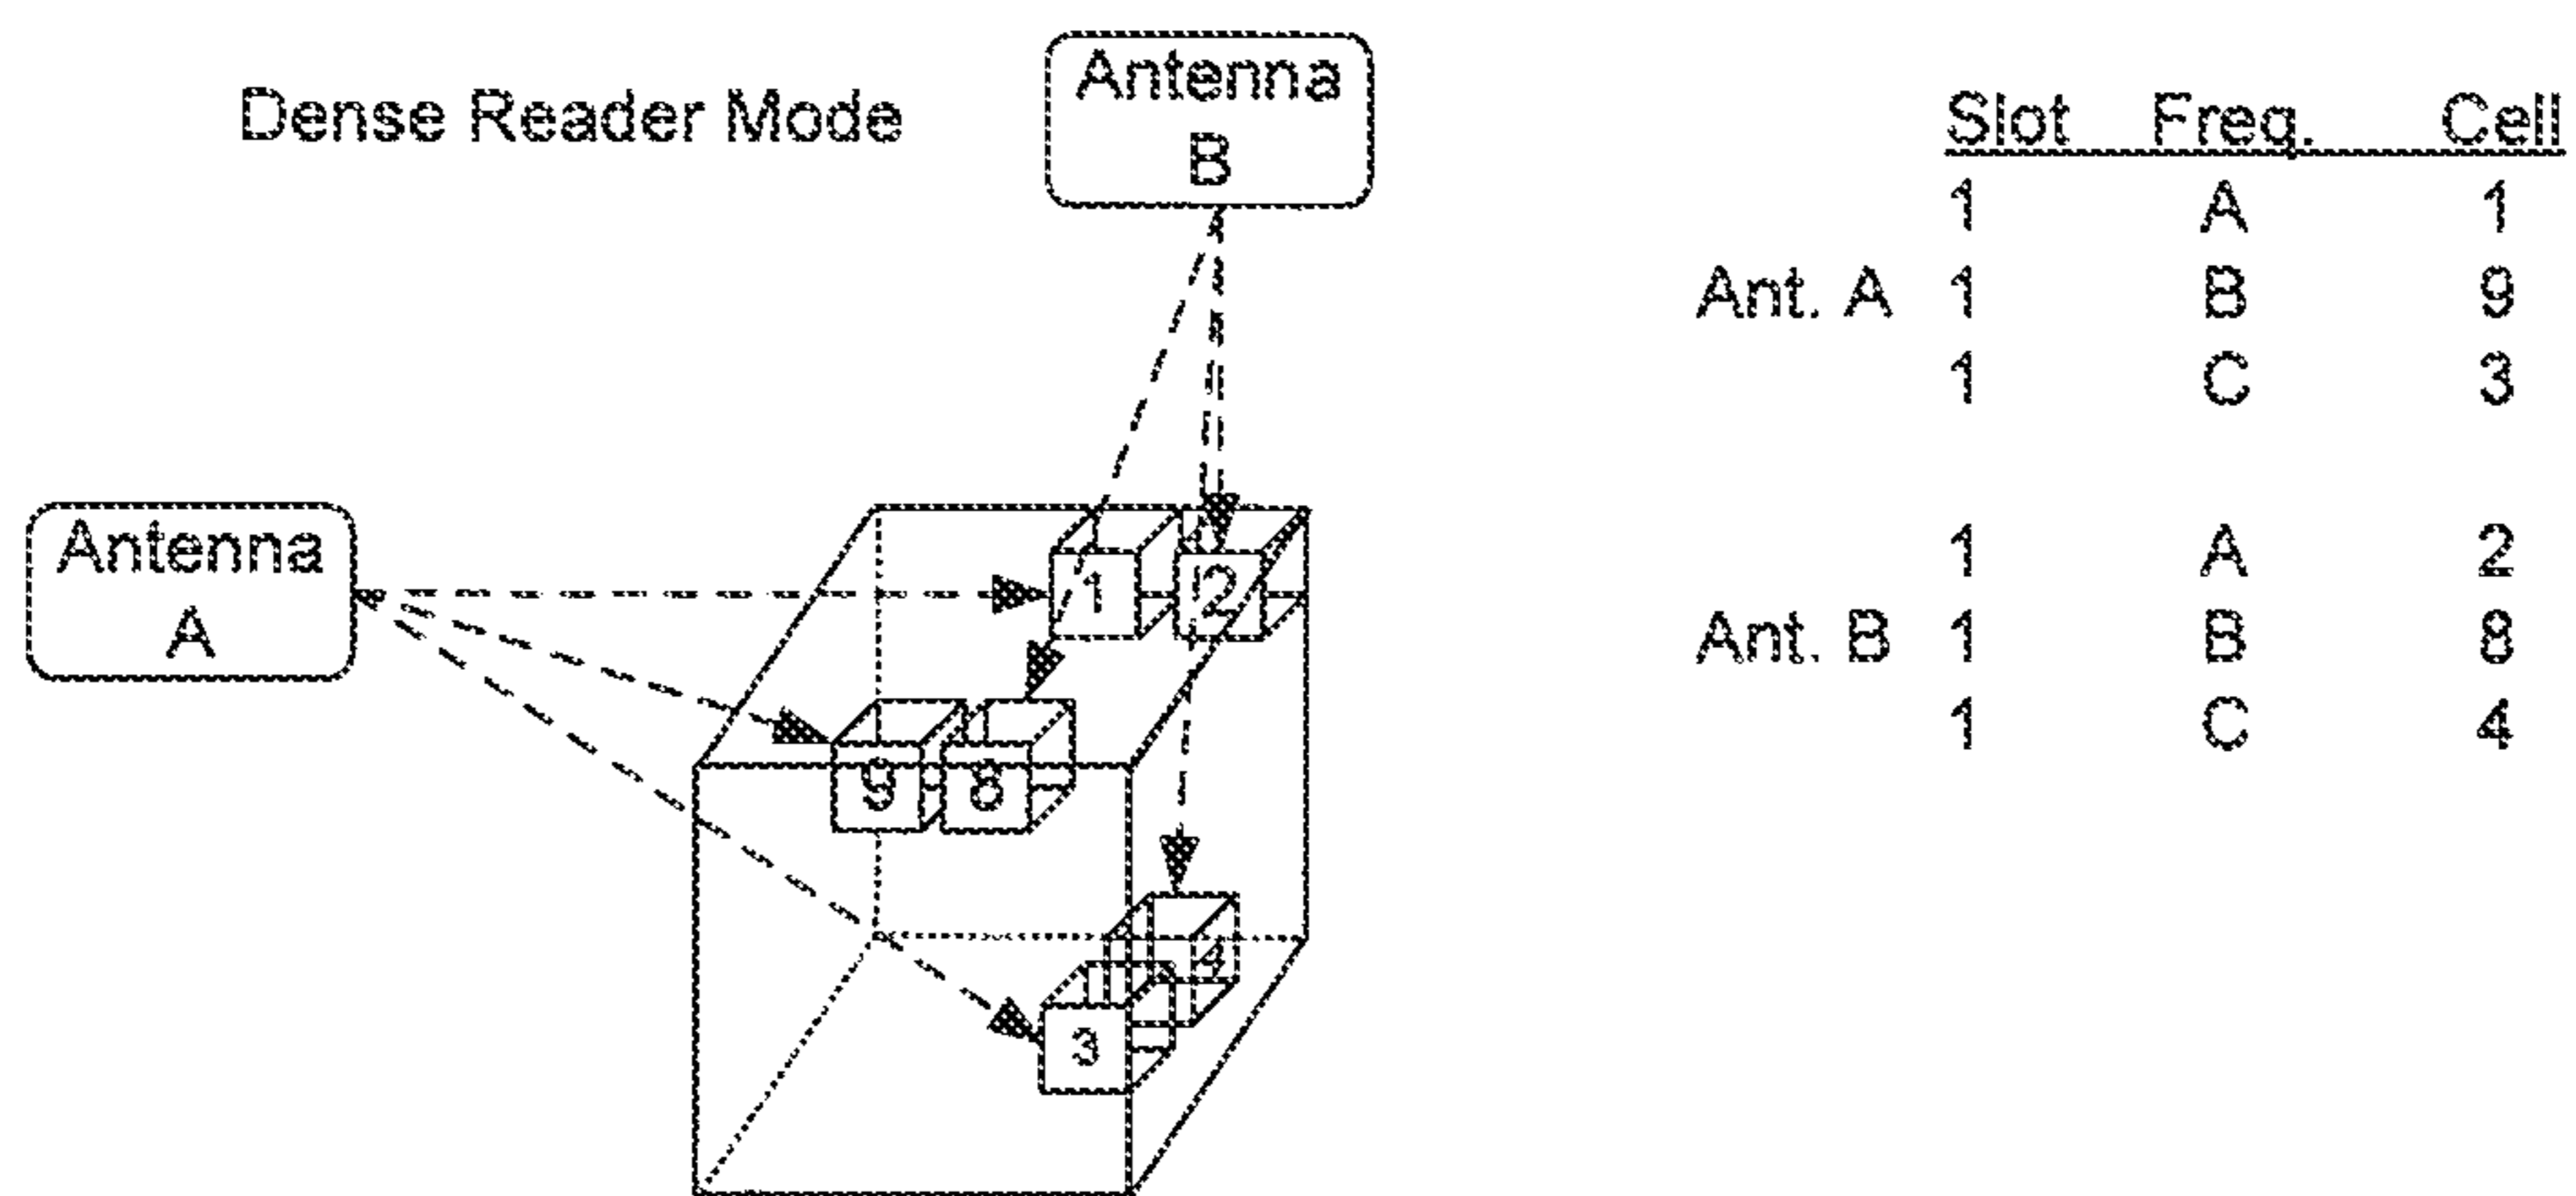 Dense Reader Mode
Antenna
B
Antenna
A
1
2
9
8
4
3
Slot Freq. Cell
1 A 1
Ant. A 1 B 9
1 C 3
1 A 2
Ant. B 1 B 8
1 C 4